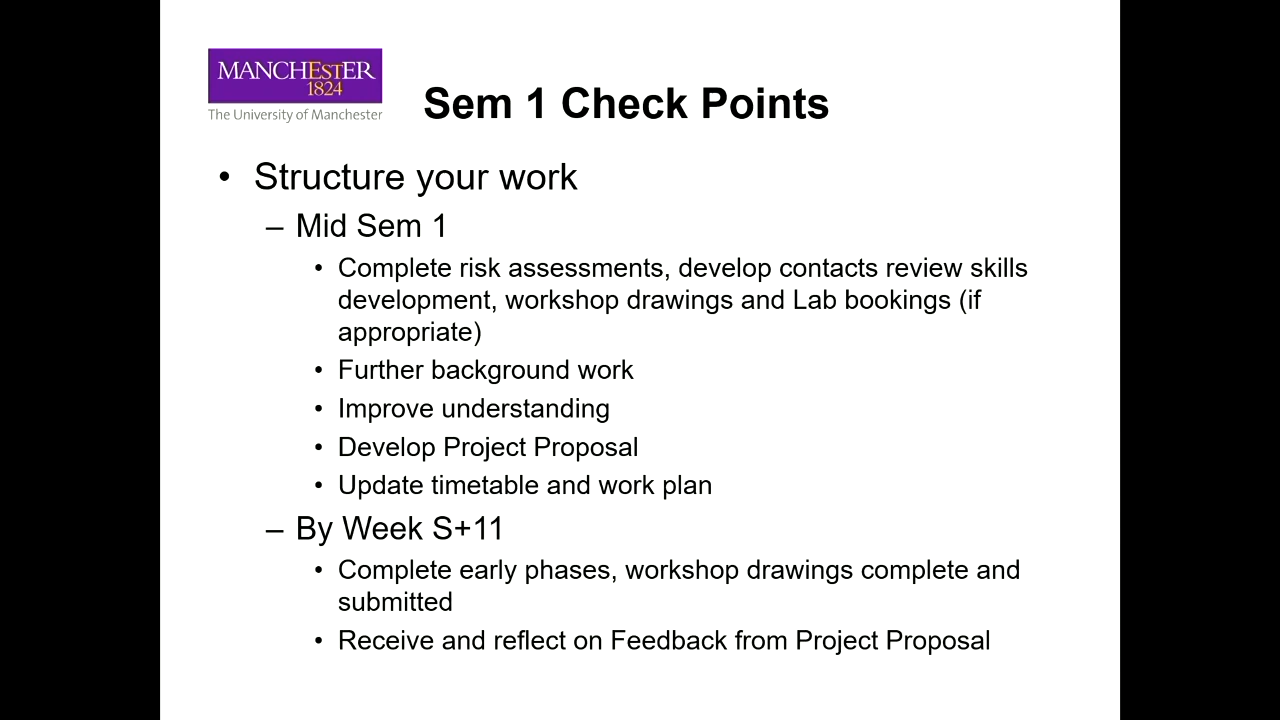 MANCHESTER
1824
The University of Manchester
Sem 1 Check Points
• Structure your work
– Mid Sem 1
• Complete risk assessments, develop contacts review skills
development, workshop drawings and Lab bookings (if
appropriate)
• Further background work
• Improve understanding
• Develop Project Proposal
• Update timetable and work plan
– By Week S+11
• Complete early phases, workshop drawings complete and
submitted
• Receive and reflect on Feedback from Project Proposal